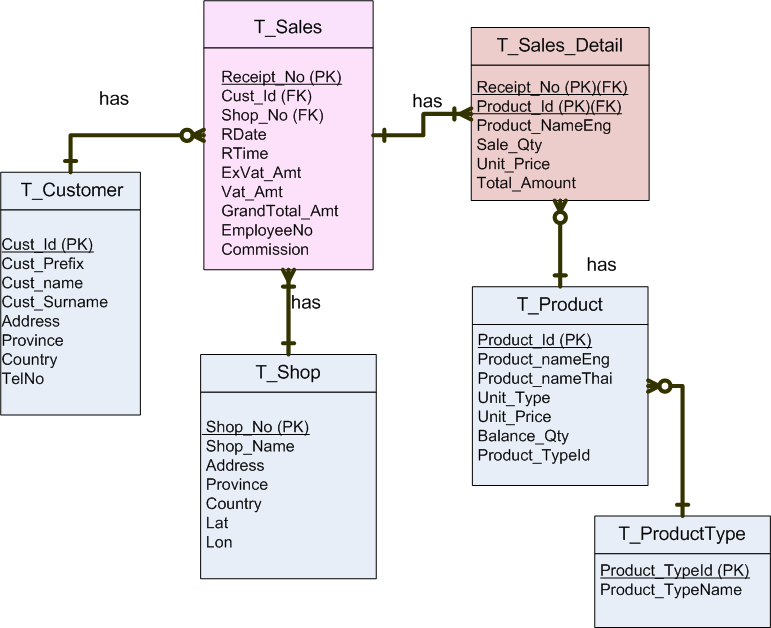 T_Sales
Receipt_No (PK)
Cust_Id (FK)
Shop_No (FK)
RDate
RTime
ExVat_Amt
Vat_Amt
GrandTotal_Amt
EmployeeNo
Commission
T_Sales_Detail
Receipt_No (PK)(FK)
Product_Id (PK)(FK)
Product_NameEng
Sale_Qty
Unit_Price
Total_Amount
has
has
T_Customer
Cust_Id (PK)
Cust_Prefix
Cust_name
Cust_Surname
Address
Province
Country
TelNo
has
has
T_Shop
Shop_No (PK)
Shop_Name
Address
Province
Country
Lat
Lon
T_Product
Product_Id (PK)
Product_nameEng
Product_nameThai
Unit_Type
Unit_Price
Balance_Qty
Product_TypeId
T_ProductType
Product_TypeId (PK)
Product_TypeName